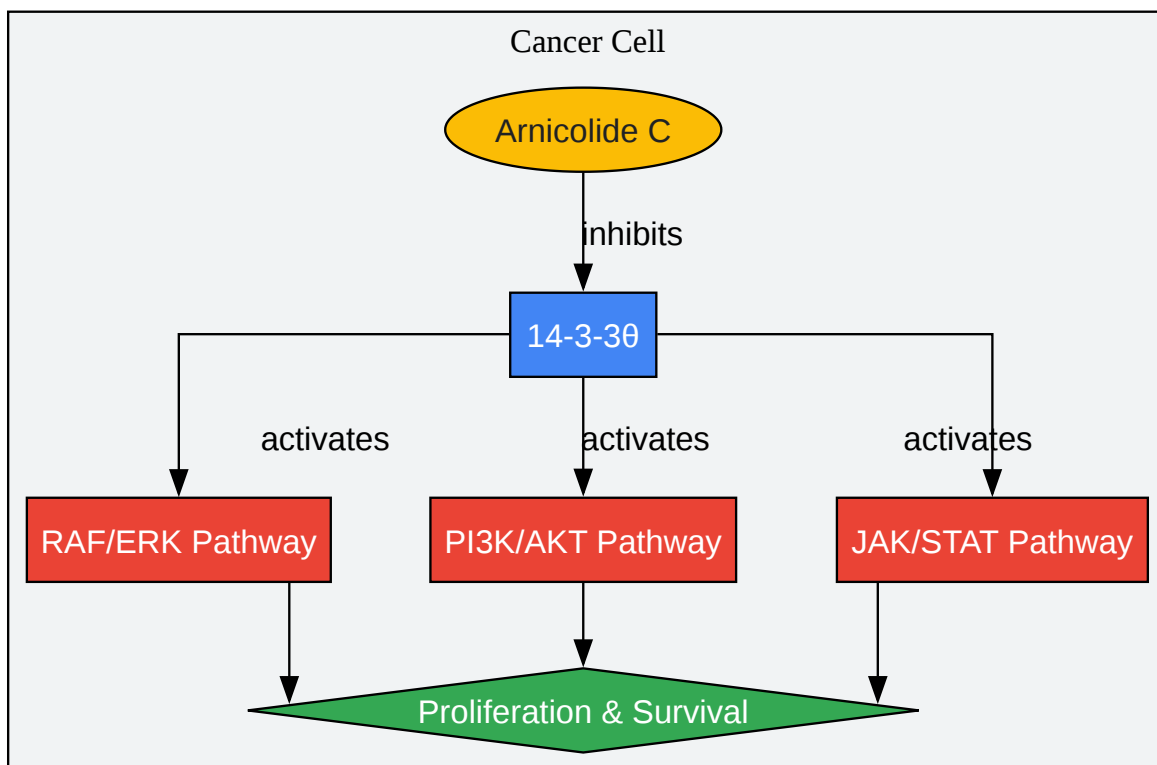 Cancer Cell
Arnicolide C
inhibits
14-3-3θ
activates
activates
activates
RAF/ERK Pathway
PI3K/AKT Pathway
JAK/STAT Pathway
Proliferation & Survival